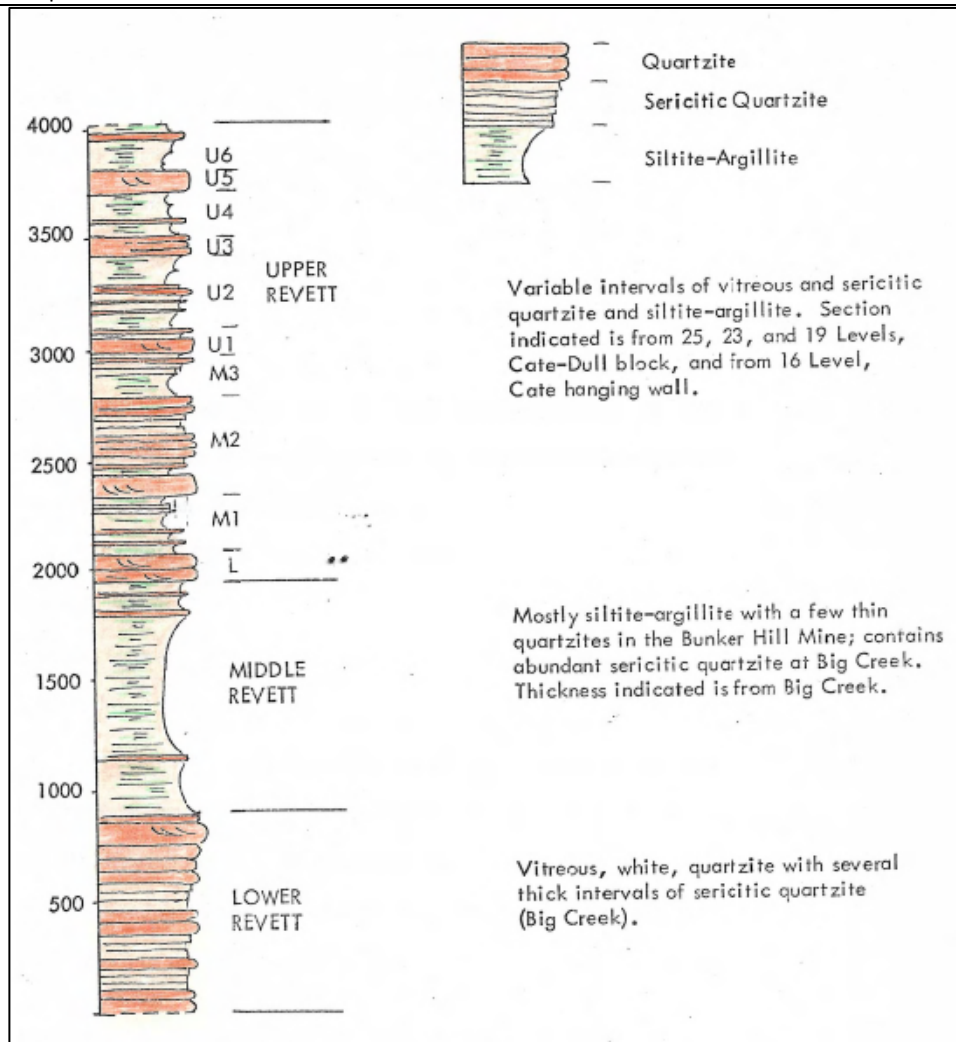 Quartzite
Sericitic Quartzite
Siltite-Argillite
4000
U6
U5
U4
3500
U3
UPPER
REVETT
U2
U1
3000
M3
M2
2500
M1
2000
L
Variable intervals of vitreous and sericitic
quartzite and siltite-argillite. Section
indicated is from 25, 23, and 19 Levels,
Cate-Dull block, and from 16 Level,
Cate hanging wall.
1500
MIDDLE
REVETT
1000
Mostly siltite-argillite with a few thin
quartzites in the Bunker Hill Mine; contains
abundant sericitic quartzite at Big Creek.
Thickness indicated is from Big Creek.
500
LOWER
REVETT
Vitreous, white, quartzite with several
thick intervals of sericitic quartzite
(Big Creek).